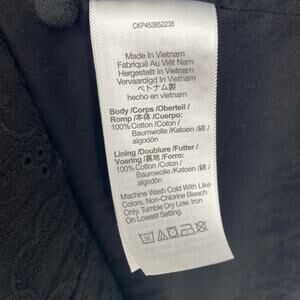 CKP453852238
Made In Vietnam
Fabriqué Au Viêt Nam
Hergestellt In Vietnam
Vervaardigd In Vietnam
ベトナム製
hecho en vietnam
Body /Corps /Oberteil /
Romp /本体 /Cuerpo:
100% Cotton /Coton /
Baumwolle /Katoen /綿 /
algodón
Lining /Doublure /Futter /
Voering /裏地 /Forro:
100% Cotton /Coton /
Baumwolle /Katoen /綿 /
algodón
Machine Wash Cold With Like
Colors. Non-Chlorine Bleach
Only. Tumble Dry Low. Iron
On Lowest Setting.